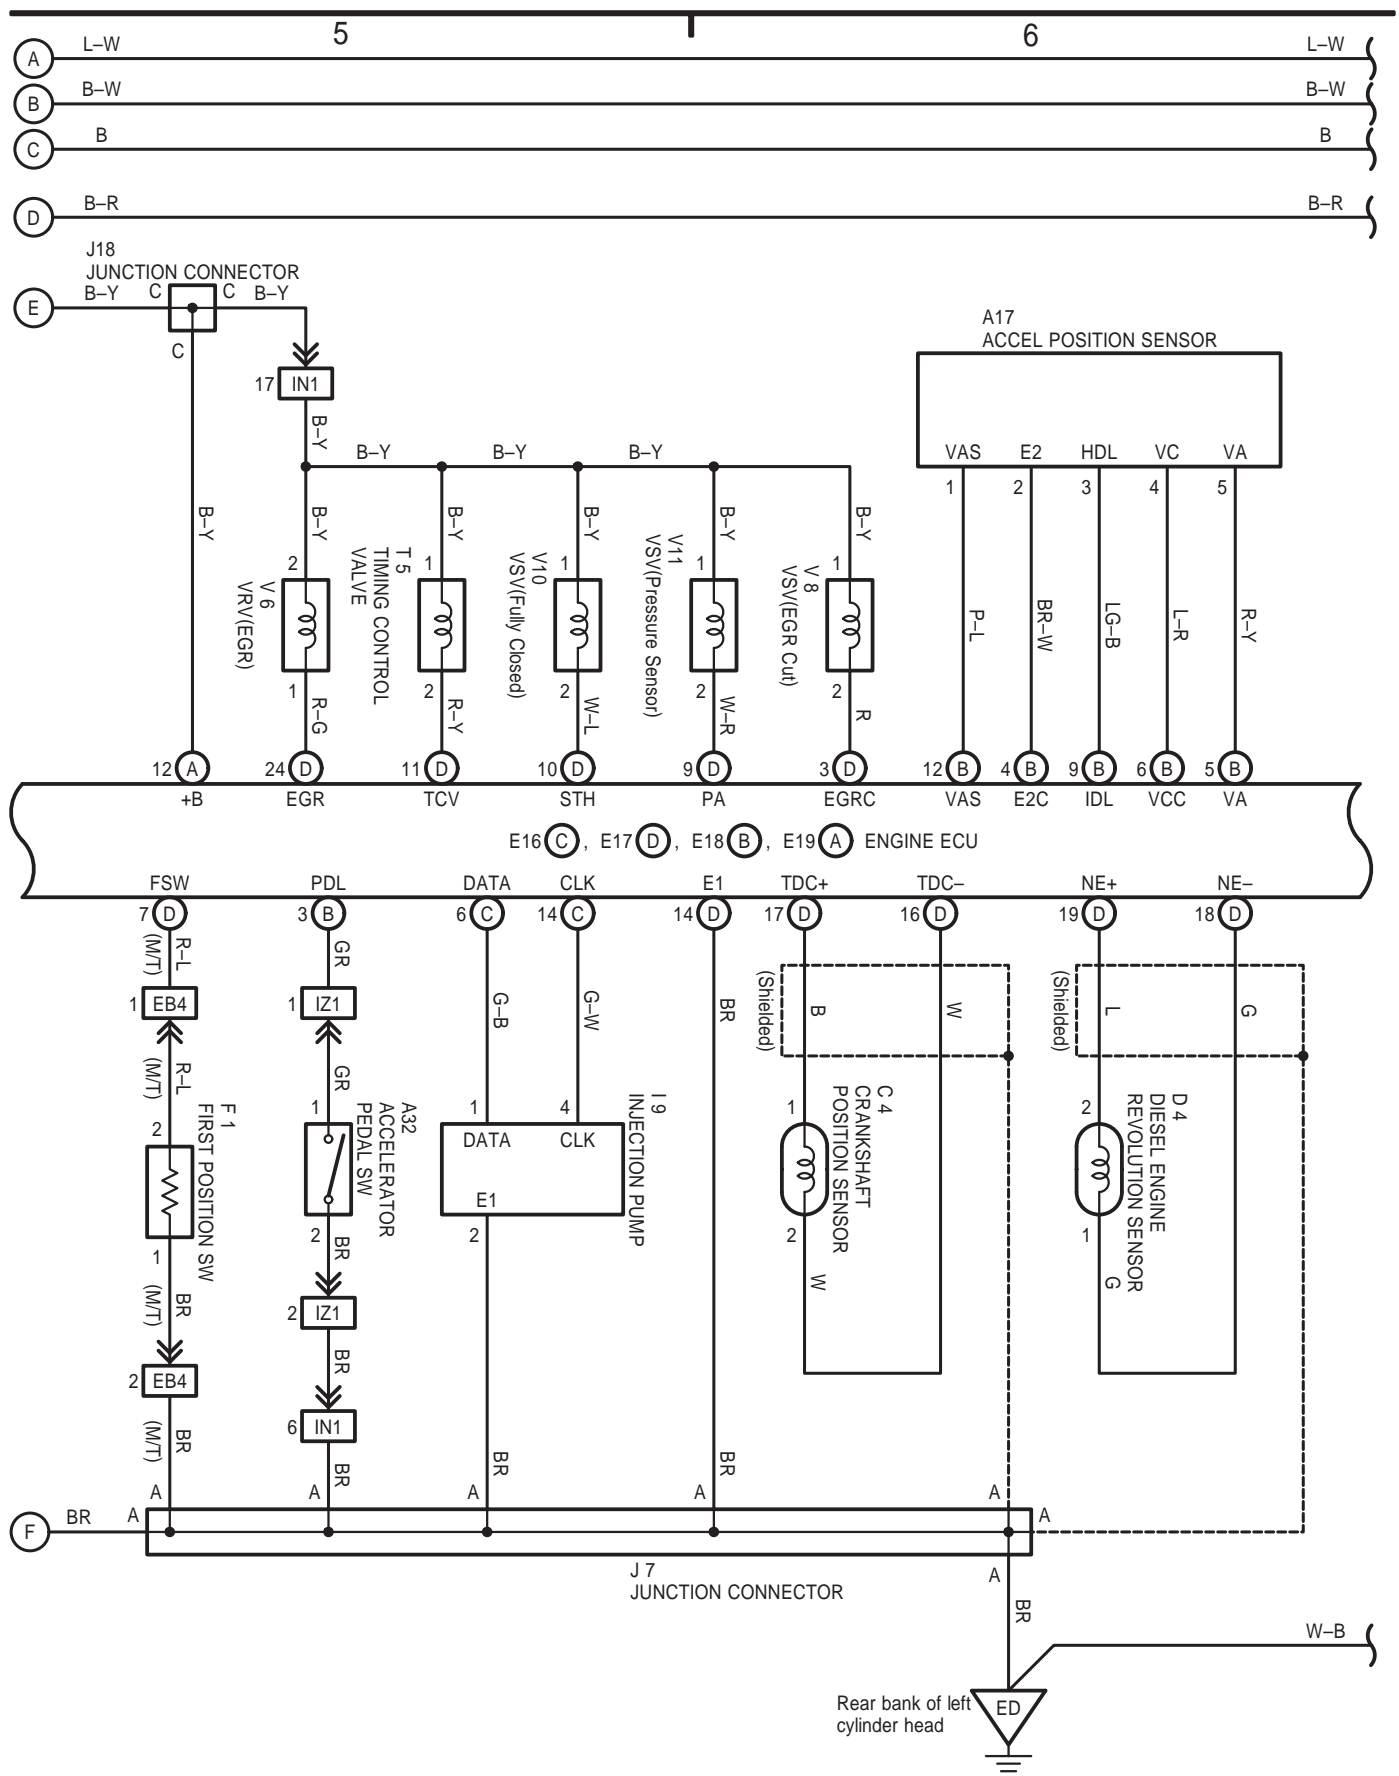 5
6
A
L–W
L–W
B
B–W
B–W
C
B
B
D
B–R
B–R
J18
JUNCTION CONNECTOR
E
B–Y
C
C
B–Y
C
17
IN1
A17
ACCEL POSITION SENSOR
B–Y
B–Y
B–Y
B–Y
VAS
E2
HDL
VC
VA
1
2
3
4
5
B–Y
B–Y
B–Y
B–Y
B–Y
B–Y
2
V 6
VRV(EGR)
1
R–G
1
T 5
TIMING CONTROL
VALVE
2
R–Y
1
V10
VSV(Fully Closed)
2
W–L
1
V11
VSV(Pressure Sensor)
2
W–R
1
V 8
VSV(EGR Cut)
2
R
P–L
BR–W
LG–B
L–R
R–Y
12
A
24
D
11
D
10
D
9
D
3
D
12
B
4
B
9
B
6
B
5
B
+B
EGR
TCV
STH
PA
EGRC
VAS
E2C
IDL
VCC
VA
E16 C , E17 D , E18 B , E19 A ENGINE ECU
FSW
PDL
DATA
CLK
E1
TDC+
TDC–
NE+
NE–
7
D
3
B
6
C
14
C
14
D
17
D
16
D
19
D
18
D
R–L
(M/T)
1
EB4
R–L
(M/T)
2
F 1
FIRST POSITION SW
1
BR
(M/T)
2
EB4
BR
(M/T)
A
GR
1
IZ1
GR
1
A32
ACCELERATOR
PEDAL SW
2
BR
2
IZ1
BR
6
IN1
BR
A
G–B
G–W
1
4
DATA
CLK
E1
I 9
INJECTION PUMP
2
BR
A
BR
BR
A
(Shielded)
B
W
1
C 4
CRANKSHAFT
POSITION SENSOR
2
W
(Shielded)
L
G
2
D 4
DIESEL ENGINE
REVOLUTION SENSOR
1
G
A
F
BR
A
A
J 7
JUNCTION CONNECTOR
A
BR
W–B
Rear bank of left
cylinder head
ED